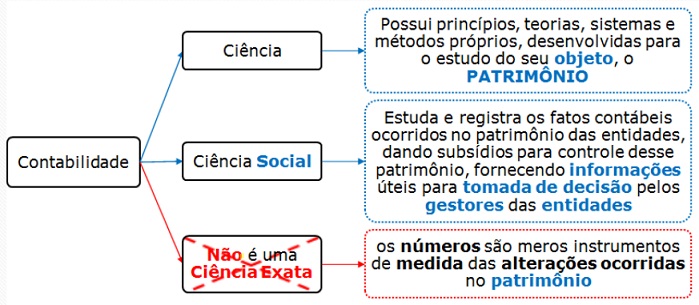 Contabilidade
Ciência
Possui princípios, teorias, sistemas e
métodos próprios, desenvolvidas para
o estudo do seu objeto, o
PATRIMÔNIO
Ciência Social
Estuda e registra os fatos contábeis
ocorridos no patrimônio das entidades,
dando subsídios para controle desse
patrimônio, fornecendo informações
úteis para tomada de decisão pelos
gestores das entidades
Não é uma
Ciência Exata
os números são meros instrumentos
de medida das alterações ocorridas
no patrimônio